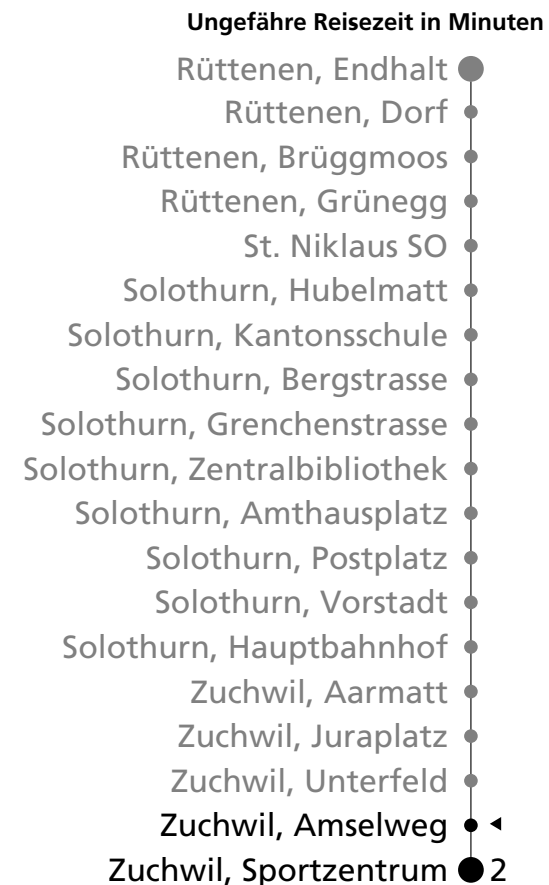 Ungefähre Reisezeit in Minuten
Rüttenen, Endhalt
Rüttenen, Dorf
Rüttenen, Brüggmoos
Rüttenen, Grünegg
St. Niklaus SO
Solothurn, Hubelmatt
Solothurn, Kantonsschule
Solothurn, Bergstrasse
Solothurn, Grenchenstrasse
Solothurn, Zentralbibliothek
Solothurn, Amthausplatz
Solothurn, Postplatz
Solothurn, Vorstadt
Solothurn, Hauptbahnhof
Zuchwil, Aarmatt
Zuchwil, Juraplatz
Zuchwil, Unterfeld
Zuchwil, Amselweg
Zuchwil, Sportzentrum 2